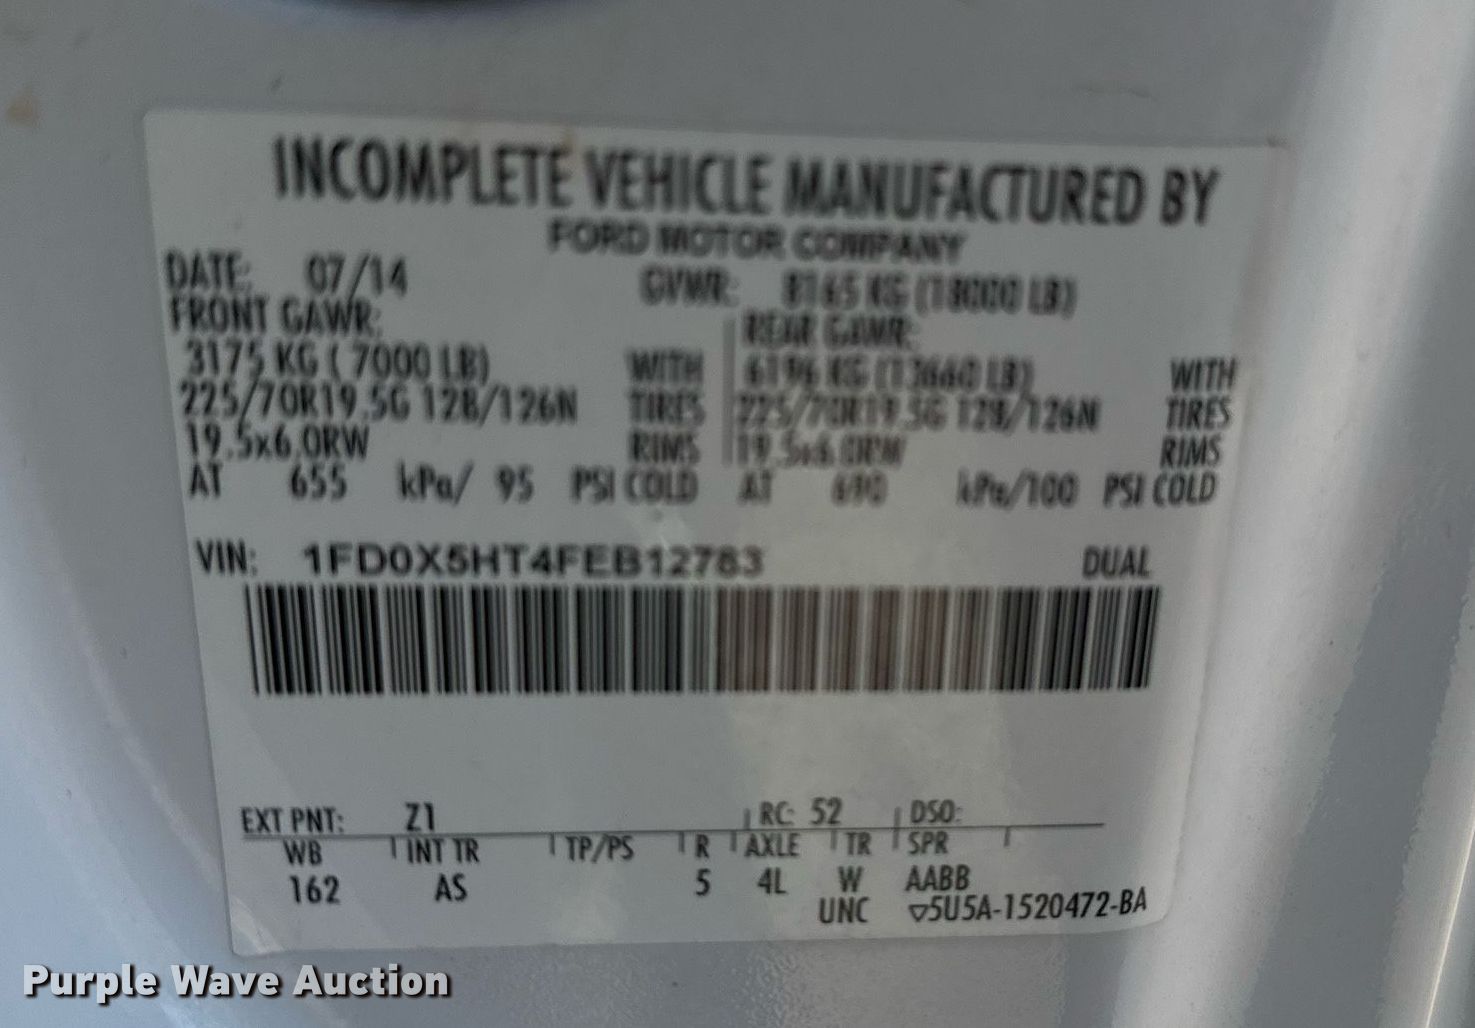 INCOMPLETE VEHICLE MANUFACTURED BY
FORD MOTOR COMPANY
DATE: 07/14 GVWR: 8165 KG (18000 LB)
FRONT GAWR: REAR GAWR:
3175 KG ( 7000 LB) WITH 6196 KG (13660 LB) WITH
225/70R19.5G 128/126N TIRES 225/70R19.5G 128/126N TIRES
19.5x6.0RW RIMS 19.5x6.0RW RIMS
AT 655 kPa/ 95 PSI COLD AT 690 kPa/100 PSI COLD
VIN: 1FD0X5HT4FEB12783 DUAL
EXT PNT: Z1 RC: 52 DSO:
WB INT TR TP/PS R AXLE TR SPR
162 AS 5 4L W AABB
UNC ▽5U5A-1520472-BA
Purple Wave Auction